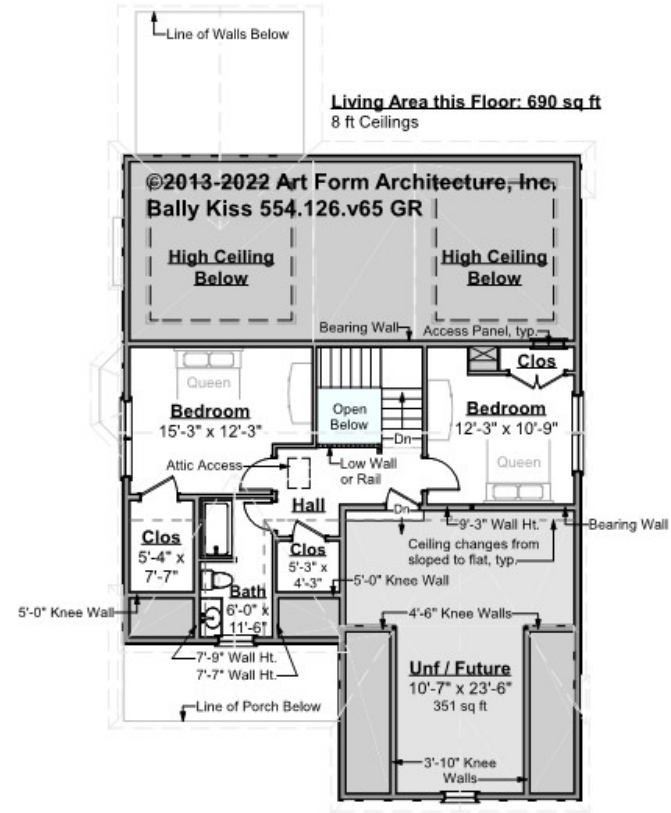 Line of Walls Below
Living Area this Floor: 690 sq ft
8 ft Ceilings
©2013-2022 Art Form Architecture, Inc.
Bally Kiss 554.126.v65 GR
High Ceiling
Below
High Ceiling
Below
Bearing Wall
Access Panel, typ.
Clos
Queen
Bedroom
15'-3" x 12'-3"
Open
Below
Dn
Bedroom
12'-3" x 10'-9"
Queen
Attic Access
Low Wall
or Rail
Hall
Dn
9'-3" Wall Ht.
Bearing Wall
Ceiling changes from
sloped to flat, typ.
Clos
5'-4" x
7'-7"
Clos
5'-3" x
4'-3"
5'-0" Knee Wall
5'-0" Knee Wall
Bath
6'-0" x
11'-6"
4'-6" Knee Walls
7'-9" Wall Ht.
7'-7" Wall Ht.
Unf / Future
10'-7" x 23'-6"
351 sq ft
Line of Porch Below
3'-10" Knee
Walls